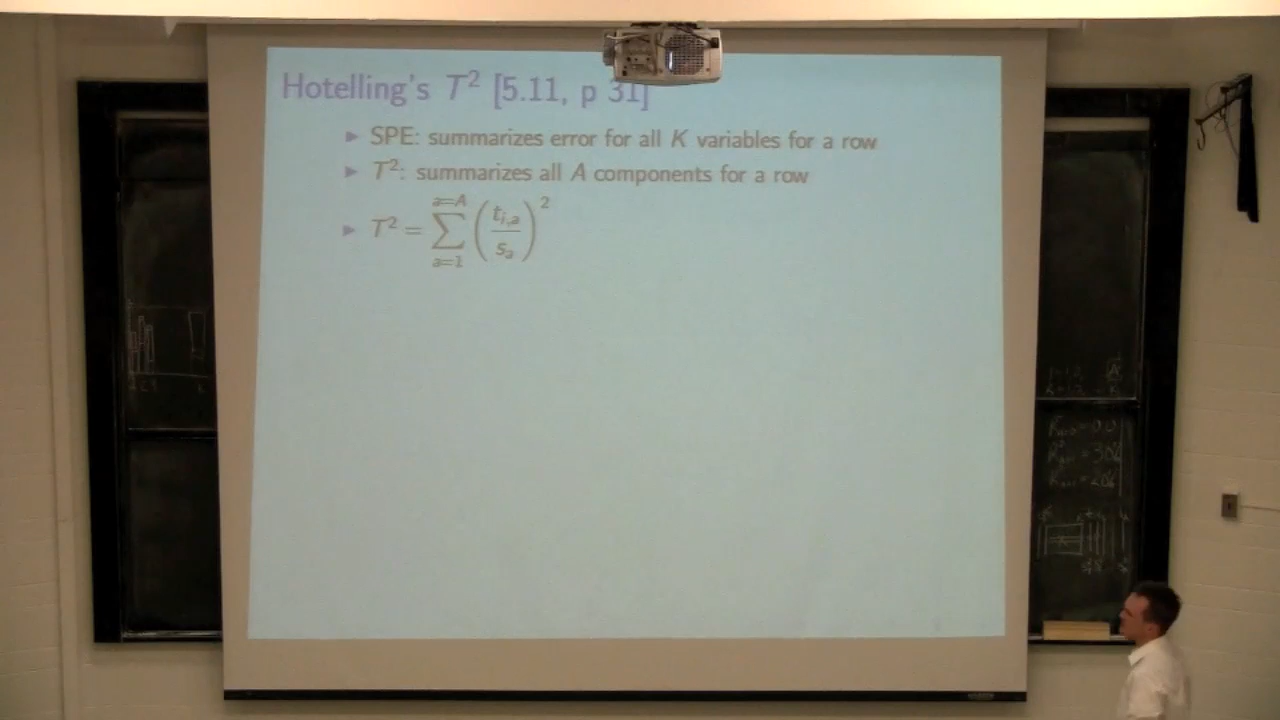 Hotelling's T² [5.11, p 31]
► SPE: summarizes error for all K variables for a row
► T²: summarizes all A components for a row
► T² = ∑_{a=1}^{a=A} (t_{i,a} / s_a)²